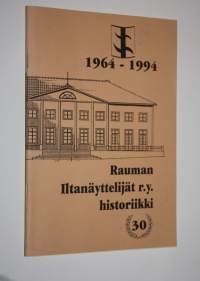 1964 - 1994
Rauman
Iltanäyttelijät r.y.
historiikki
30